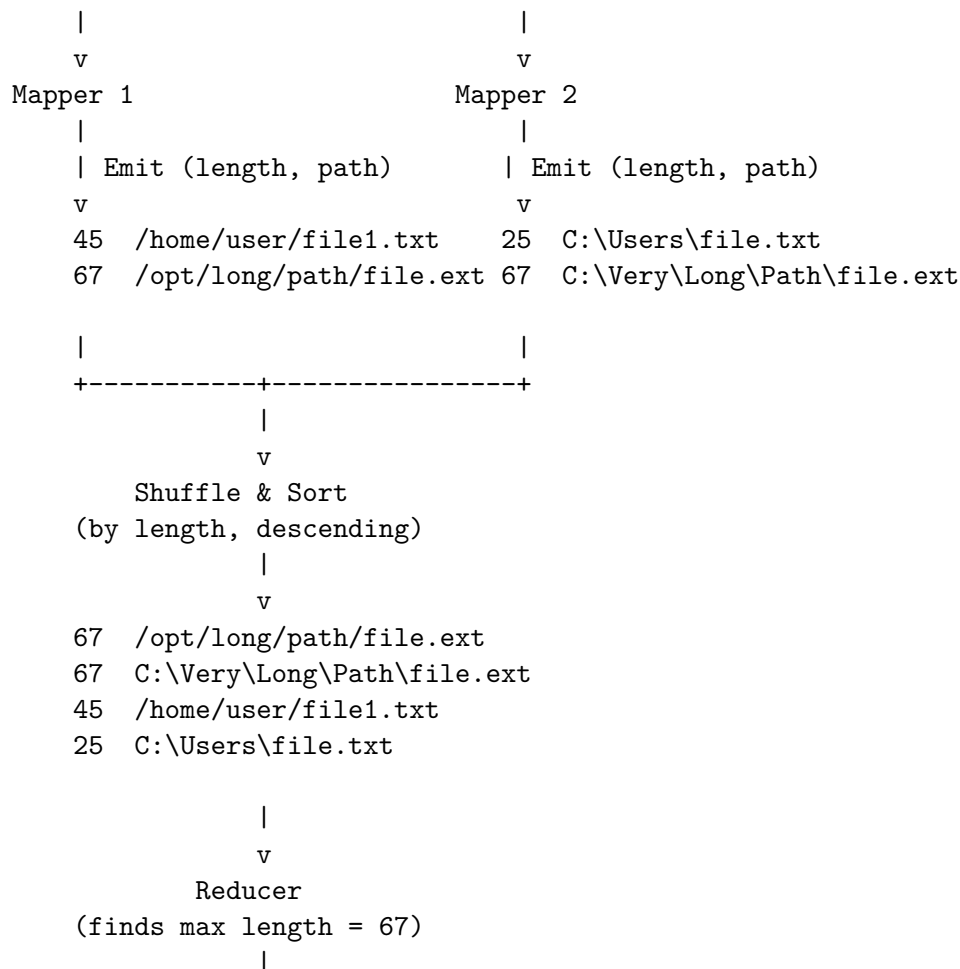 |                            |
v                            v
Mapper 1                     Mapper 2
|                            |
| Emit (length, path)       | Emit (length, path)
v                            v
45  /home/user/file1.txt    25  C:\Users\file.txt
67  /opt/long/path/file.ext 67  C:\Very\Long\Path\file.ext
|                            |
+-----------+----------------+
|
v
Shuffle & Sort
(by length, descending)
|
v
67  /opt/long/path/file.ext
67  C:\Very\Long\Path\file.ext
45  /home/user/file1.txt
25  C:\Users\file.txt
|
v
Reducer
(finds max length = 67)
|